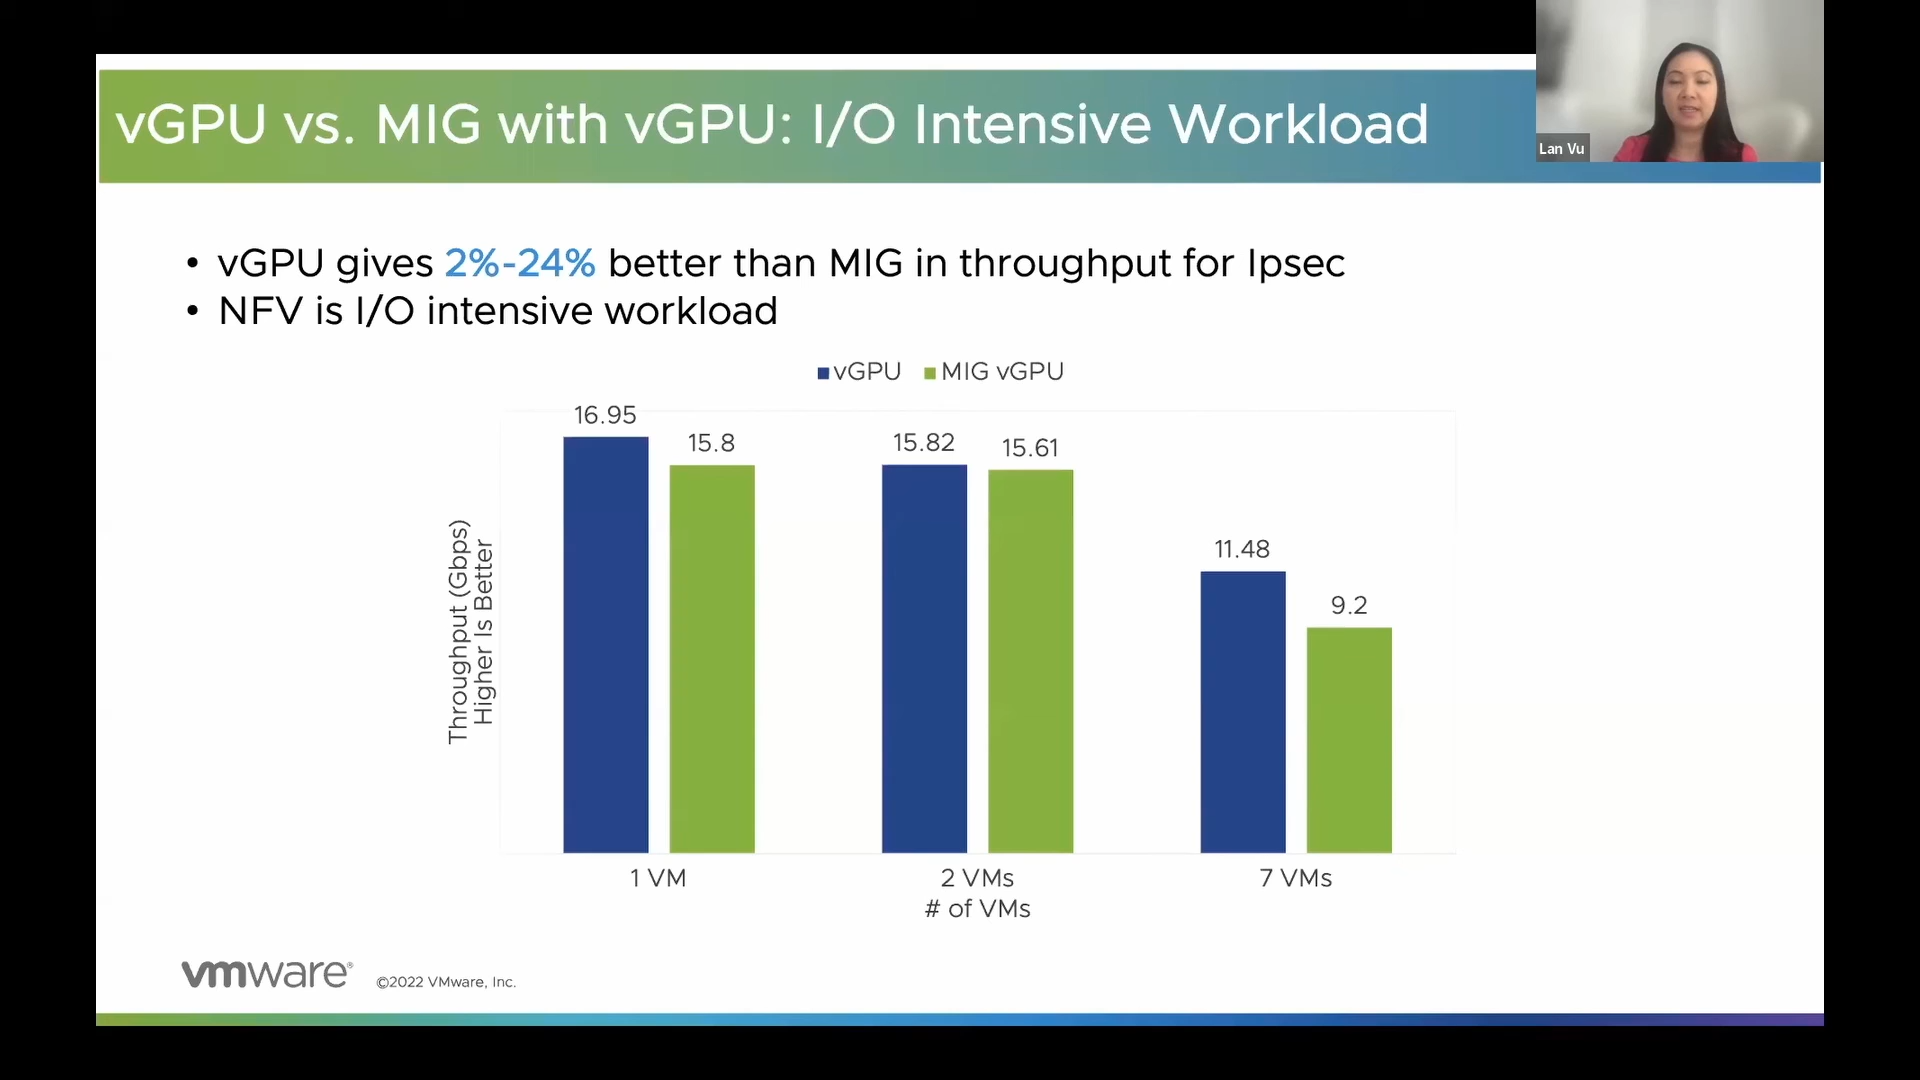 vGPU vs. MIG with vGPU: I/O Intensive Workload
Lan Vu
• vGPU gives 2%-24% better than MIG in throughput for Ipsec
• NFV is I/O intensive workload
vGPU MIG vGPU
16.95
15.8
15.82
15.61
11.48
9.2
Throughput (Gbps)
Higher Is Better
1 VM 2 VMs 7 VMs
# of VMs
vmware® ©2022 VMware, Inc.